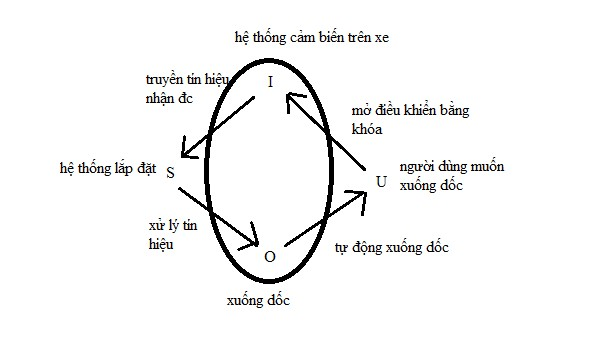 hệ thống cảm biến trên xe
truyền tín hiệu
nhận đc
I
mở điều khiển bằng
khóa
hệ thống lắp đặt
S
U
người dùng muốn
xuống dốc
xử lý tín
hiệu
O
tự động xuống dốc
xuống dốc